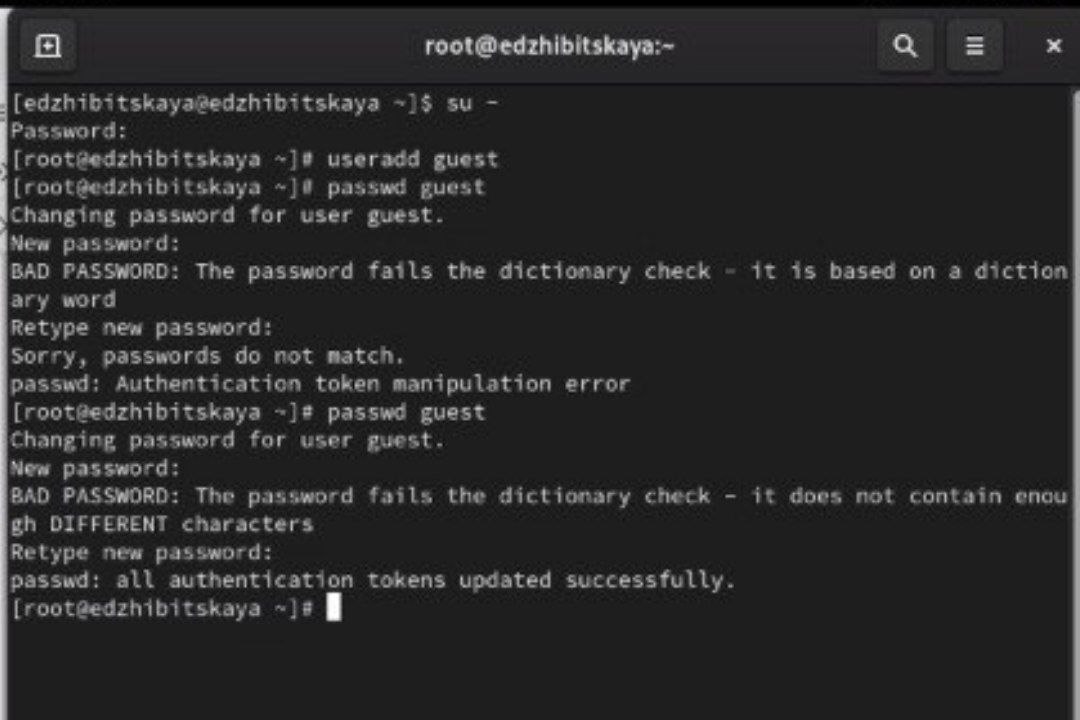 root@edzhibitskaya:~
[edzhibitskaya@edzhibitskaya ~]$ su -
Password:
[root@edzhibitskaya ~]# useradd guest
[root@edzhibitskaya ~]# passwd guest
Changing password for user guest.
New password:
BAD PASSWORD: The password fails the dictionary check - it is based on a diction
ary word
Retype new password:
Sorry, passwords do not match.
passwd: Authentication token manipulation error
[root@edzhibitskaya ~]# passwd guest
Changing password for user guest.
New password:
BAD PASSWORD: The password fails the dictionary check - it does not contain enou
gh DIFFERENT characters
Retype new password:
passwd: all authentication tokens updated successfully.
[root@edzhibitskaya ~]#